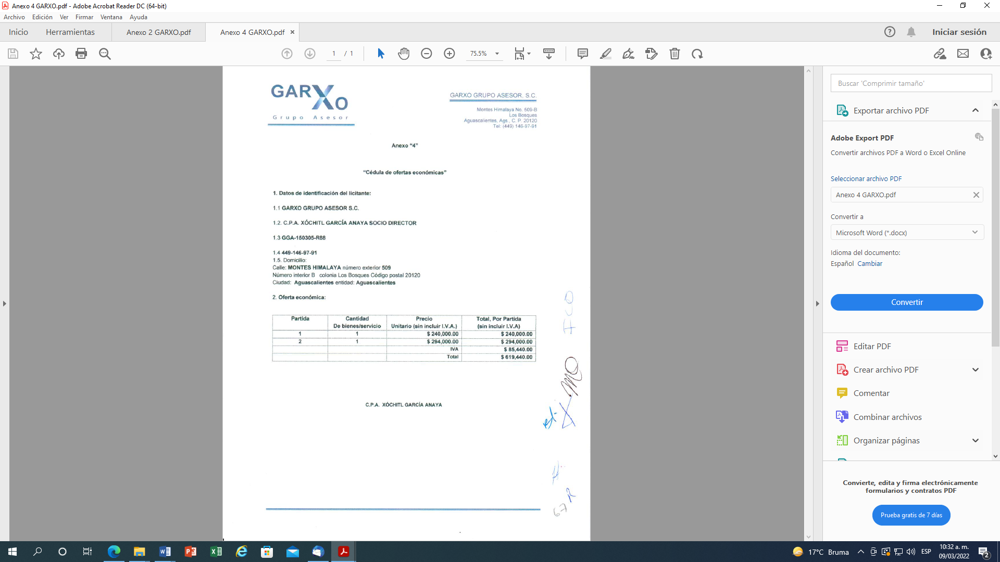 Anexo 4 GARXO.pdf - Adobe Acrobat Reader DC (64-bit)
Archivo Edición Ver Firmar Ventana Ayuda
Inicio Herramientas Anexo 2 GARXO.pdf Anexo 4 GARXO.pdf Iniciar sesión
1 / 1 75.5%
GARXO
Grupo Asesor
GARXO GRUPO ASESOR, S.C.
Montes Himalaya No. 509-B
Los Bosques
Aguascalientes, Ags., C. P. 20120
Tel: (449) 146-97-91
Anexo “4”
“Cédula de ofertas económicas”
1. Datos de identificación del licitante:
1.1 GARXO GRUPO ASESOR S.C.
1.2. C.P.A. XÓCHITL GARCÍA ANAYA SOCIO DIRECTOR
1.3 GGA-150305-R88
1.4 449-146-97-91
1.5. Domicilio:
Calle: MONTES HIMALAYA número exterior 509
Número interior B colonia Los Bosques Código postal 20120
Ciudad: Aguascalientes entidad: Aguascalientes
2. Oferta económica:
Partida Cantidad De bienes/servicio Precio Unitario (sin incluir I.V.A.) Total, Por Partida (sin incluir I.V.A)
1 1 $ 240,000.00 $ 240,000.00
2 1 $ 294,000.00 $ 294,000.00
IVA $ 85,440.00
Total $ 619,440.00
C.P.A. XÓCHITL GARCÍA ANAYA
67
Buscar 'Comprimir tamaño'
Exportar archivo PDF
Adobe Export PDF
Convertir archivos PDF a Word o Excel Online
Seleccionar archivo PDF
Anexo 4 GARXO.pdf
Convertir a
Microsoft Word (*.docx)
Idioma del documento:
Español Cambiar
Convertir
Editar PDF
Crear archivo PDF
Comentar
Combinar archivos
Organizar páginas
Convierte, edita y firma electrónicamente
formularios y contratos PDF
Prueba gratis de 7 días
17°C Bruma ESP
10:32 a. m.
09/03/2022
2